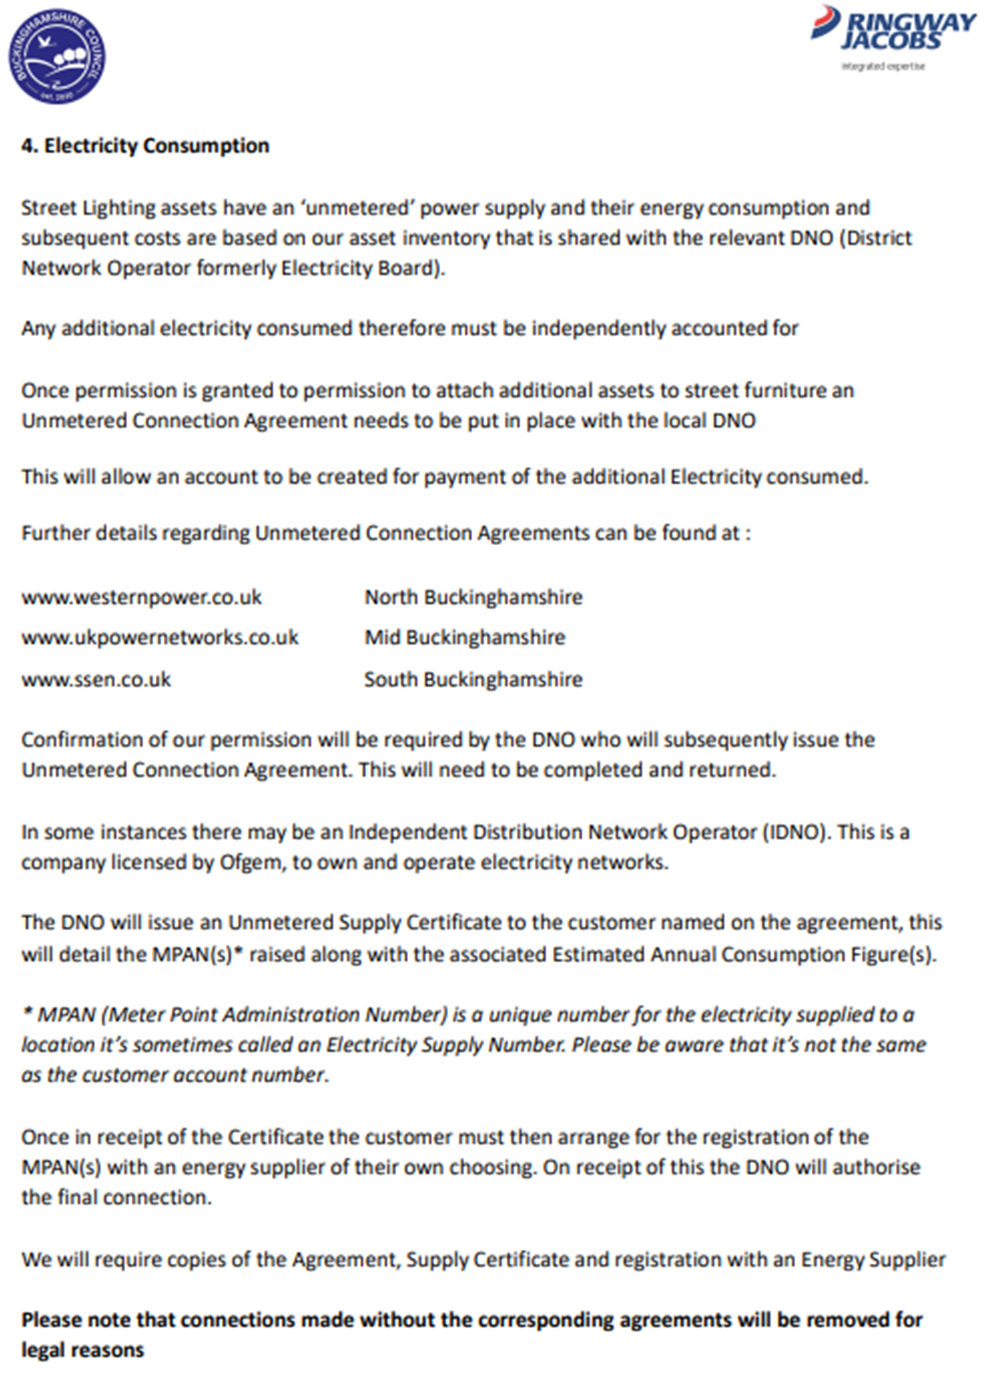 BUCKINGHAMSHIRE COUNCIL
EST. 2020
RINGWAY
JACOBS
integrated expertise
4. Electricity Consumption
Street Lighting assets have an ‘unmetered’ power supply and their energy consumption and
subsequent costs are based on our asset inventory that is shared with the relevant DNO (District
Network Operator formerly Electricity Board).
Any additional electricity consumed therefore must be independently accounted for
Once permission is granted to permission to attach additional assets to street furniture an
Unmetered Connection Agreement needs to be put in place with the local DNO
This will allow an account to be created for payment of the additional Electricity consumed.
Further details regarding Unmetered Connection Agreements can be found at :
www.westernpower.co.uk North Buckinghamshire
www.ukpowernetworks.co.uk Mid Buckinghamshire
www.ssen.co.uk South Buckinghamshire
Confirmation of our permission will be required by the DNO who will subsequently issue the
Unmetered Connection Agreement. This will need to be completed and returned.
In some instances there may be an Independent Distribution Network Operator (IDNO). This is a
company licensed by Ofgem, to own and operate electricity networks.
The DNO will issue an Unmetered Supply Certificate to the customer named on the agreement, this
will detail the MPAN(s)* raised along with the associated Estimated Annual Consumption Figure(s).
* MPAN (Meter Point Administration Number) is a unique number for the electricity supplied to a
location it’s sometimes called an Electricity Supply Number. Please be aware that it’s not the same
as the customer account number.
Once in receipt of the Certificate the customer must then arrange for the registration of the
MPAN(s) with an energy supplier of their own choosing. On receipt of this the DNO will authorise
the final connection.
We will require copies of the Agreement, Supply Certificate and registration with an Energy Supplier
Please note that connections made without the corresponding agreements will be removed for
legal reasons